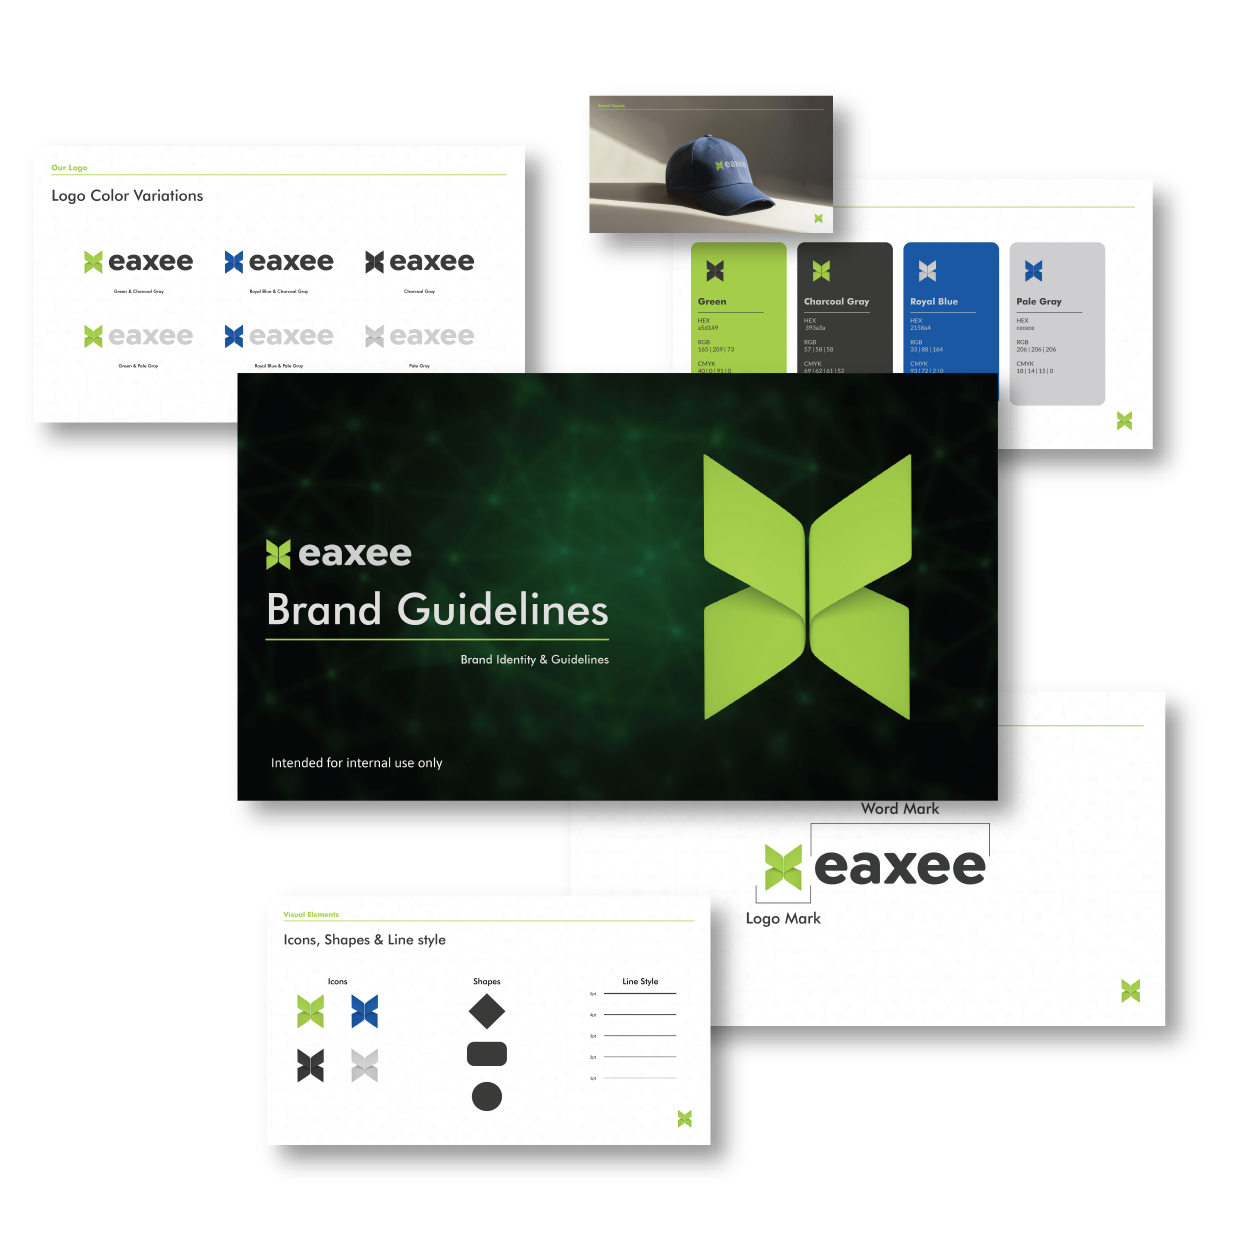 Our Logo
Logo Color Variations
eaxee
eaxee
eaxee
Green & Charcoal Gray
Royal Blue & Charcoal Gray
Charcoal Gray
eaxee
eaxee
eaxee
Green & Pale Gray
Royal Blue & Pale Gray
Pale Gray
Brand Visuals
eaxee
Green
HEX
a5d149
RGB
165 | 209 | 73
CMYK
40 | 0 | 91 | 0
Charcoal Gray
HEX
393a3a
RGB
57 | 58 | 58
CMYK
69 | 62 | 61 | 52
Royal Blue
HEX
2158a4
RGB
33 | 88 | 164
CMYK
93 | 72 | 2 | 0
Pale Gray
HEX
cecece
RGB
206 | 206 | 206
CMYK
18 | 14 | 15 | 0
eaxee
Brand Guidelines
Brand Identity & Guidelines
Intended for internal use only
Word Mark
eaxee
Logo Mark
Visual Elements
Icons, Shapes & Line style
Icons
Shapes
Line Style
5pt
4pt
3pt
2pt
1pt